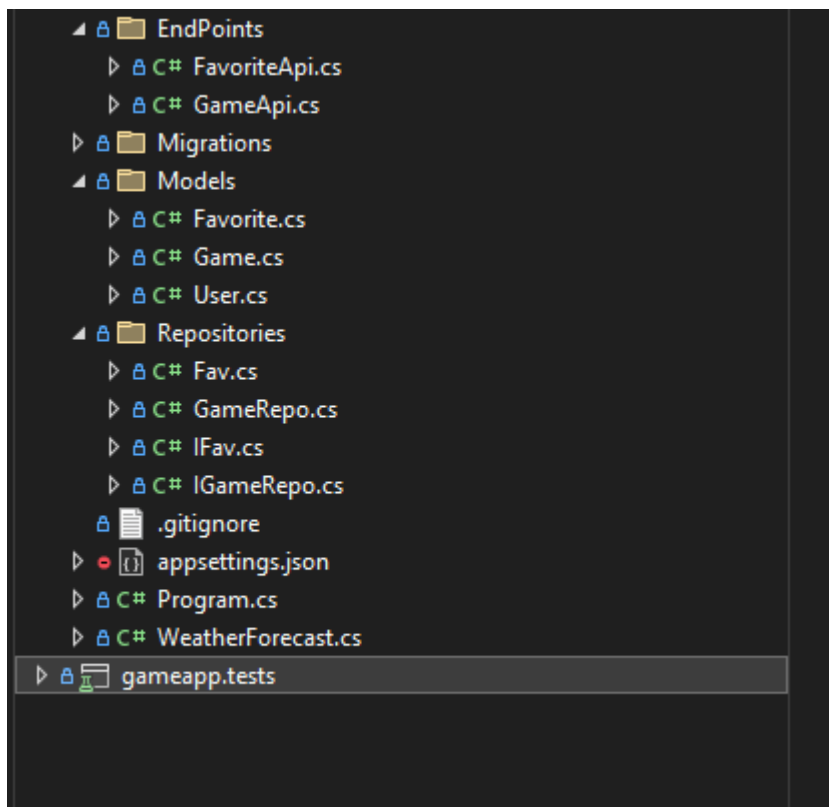 EndPoints
C# FavoriteApi.cs
C# GameApi.cs
Migrations
Models
C# Favorite.cs
C# Game.cs
C# User.cs
Repositories
C# Fav.cs
C# GameRepo.cs
C# IFav.cs
C# IGameRepo.cs
.gitignore
appsettings.json
C# Program.cs
C# WeatherForecast.cs
gameapp.tests